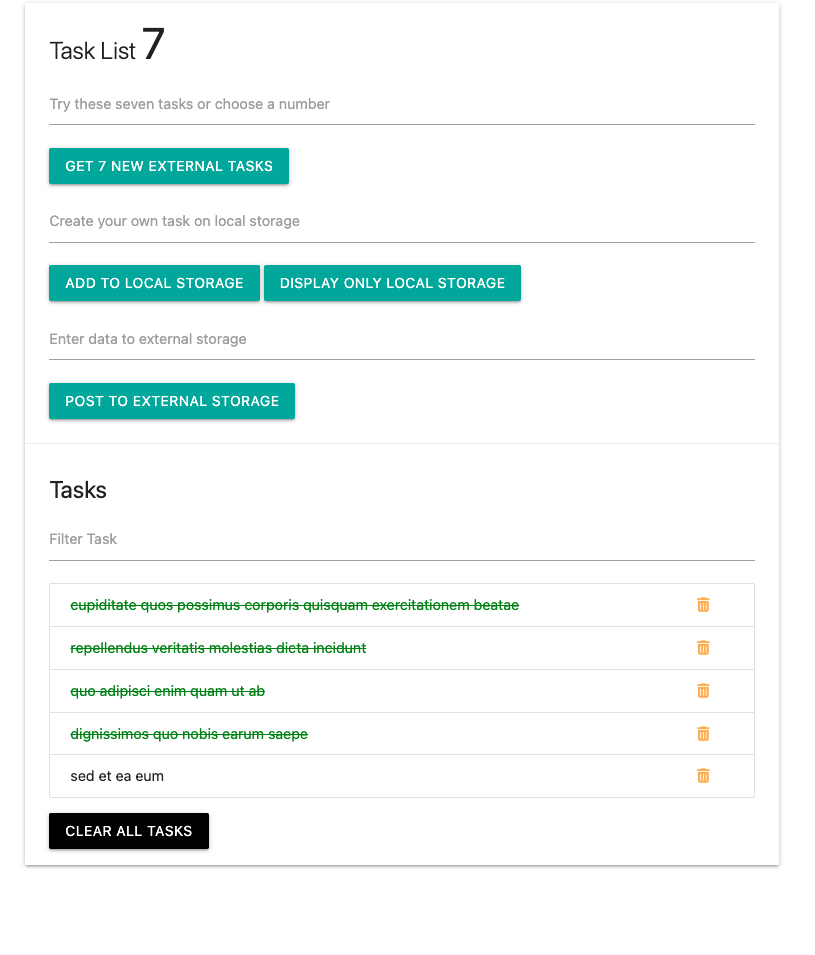 Task List 7
Try these seven tasks or choose a number
GET 7 NEW EXTERNAL TASKS
Create your own task on local storage
ADD TO LOCAL STORAGE DISPLAY ONLY LOCAL STORAGE
Enter data to external storage
POST TO EXTERNAL STORAGE
Tasks
Filter Task
cupiditate quos possimus corporis quisquam exercitationem beatae
repellendus veritatis molestias dicta incidunt
quo adipisci enim quam ut ab
dignissimos quo nobis earum saepe
sed et ea eum
CLEAR ALL TASKS